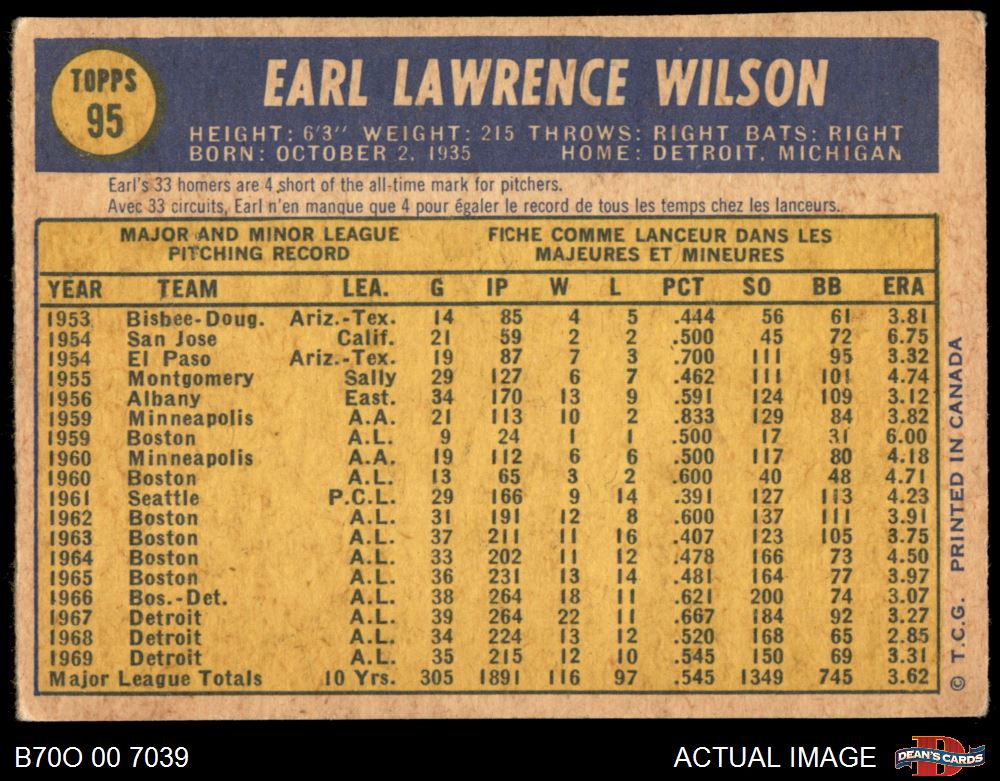 TOPPS
95
EARL LAWRENCE WILSON
HEIGHT: 6'3" WEIGHT: 215 THROWS: RIGHT BATS: RIGHT
BORN: OCTOBER 2, 1935 HOME: DETROIT, MICHIGAN
Earl's 33 homers are 4 short of the all-time mark for pitchers.
Avec 33 circuits, Earl n'en manque que 4 pour égaler le record de tous les temps chez les lanceurs.
MAJOR AND MINOR LEAGUE FICHE COMME LANCEUR DANS LES
PITCHING RECORD MAJEURES ET MINEURES
YEAR TEAM LEA. G IP W L PCT SO BB ERA
1953 Bisbee-Doug. Ariz.-Tex. 14 85 4 5 .444 56 61 3.81
1954 San Jose Calif. 21 59 2 2 .500 45 72 6.75
1954 El Paso Ariz.-Tex. 19 87 7 3 .700 111 95 3.32
1955 Montgomery Sally 29 127 6 7 .462 111 101 4.74
1956 Albany East. 34 170 13 9 .591 124 109 3.12
1959 Minneapolis A.A. 21 113 10 2 .833 129 84 3.82
1959 Boston A.L. 9 24 1 1 .500 17 31 6.00
1960 Minneapolis A.A. 19 112 6 6 .500 117 80 4.18
1960 Boston A.L. 13 65 3 2 .600 40 48 4.71
1961 Seattle P.C.L. 29 166 9 14 .391 127 113 4.23
1962 Boston A.L. 31 191 12 8 .600 137 111 3.91
1963 Boston A.L. 37 211 11 16 .407 123 105 3.75
1964 Boston A.L. 33 202 11 12 .478 166 73 4.50
1965 Boston A.L. 36 231 13 14 .481 164 77 3.97
1966 Bos.-Det. A.L. 38 264 18 11 .621 200 74 3.07
1967 Detroit A.L. 39 264 22 11 .667 184 92 3.27
1968 Detroit A.L. 34 224 13 12 .520 168 65 2.85
1969 Detroit A.L. 35 215 12 10 .545 150 69 3.31
Major League Totals 10 Yrs. 305 1891 116 97 .545 1349 745 3.62
© T.C.G. PRINTED IN CANADA
B70O 00 7039
ACTUAL IMAGE
DEAN'S CARDS